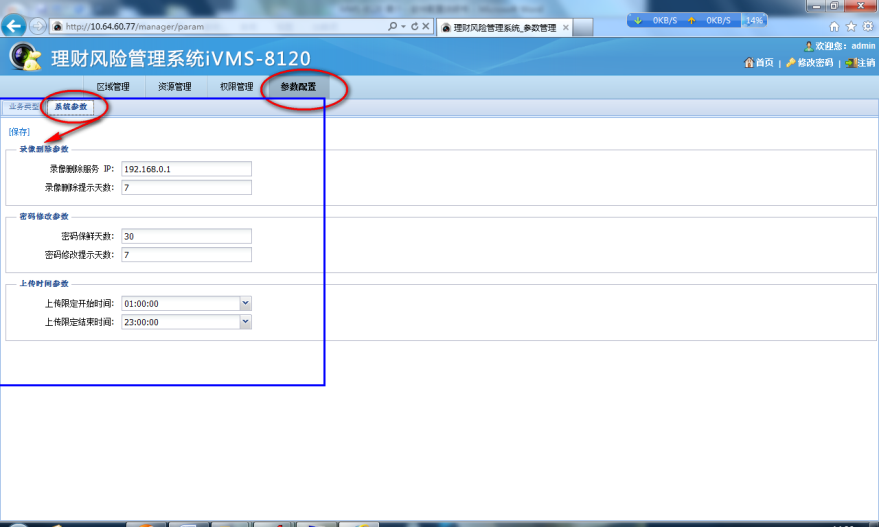 http://10.64.60.77/manager/param
理财风险管理系统_参数管理
0KB/S
0KB/S
14%
理财风险管理系统iVMS-8120
欢迎您: admin
首页 | 修改密码 | 注销
区域管理 资源管理 权限管理 参数配置
业务类型 系统参数
[保存]
录像删除参数
录像删除服务 IP: 192.168.0.1
录像删除提示天数: 7
密码修改参数
密码保鲜天数: 30
密码修改提示天数: 7
上传时间参数
上传限定开始时间: 01:00:00
上传限定结束时间: 23:00:00